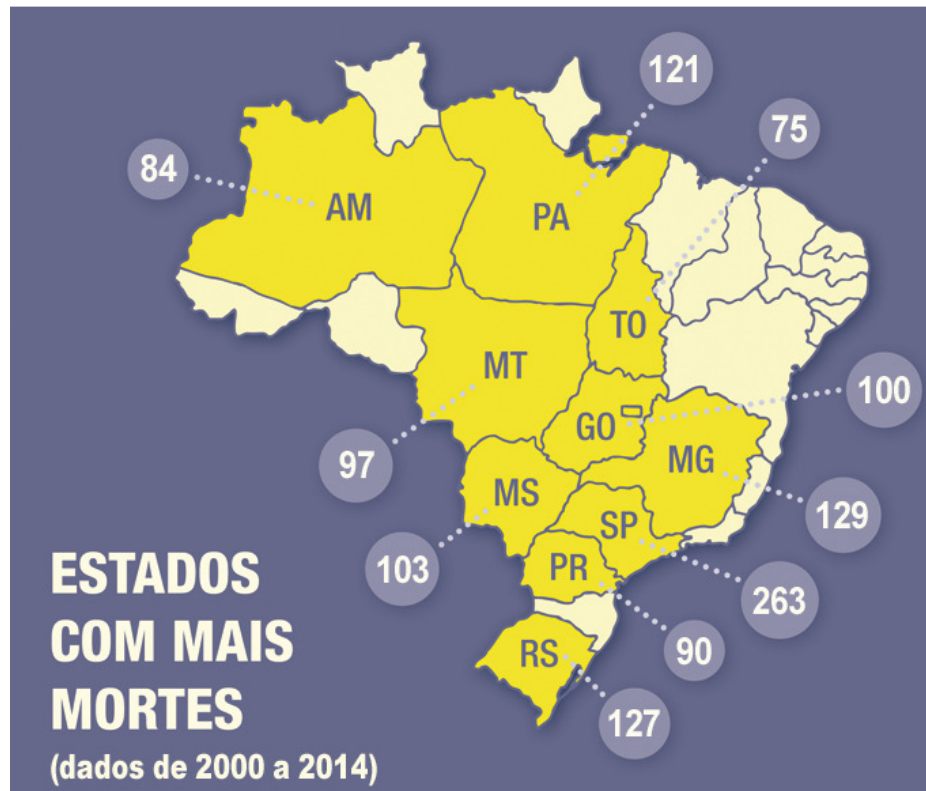 121
75
84
AM
PA
TO
MT
100
GO
MG
97
MS
SP
129
103
PR
263
90
RS
127
ESTADOS
COM MAIS
MORTES
(dados de 2000 a 2014)